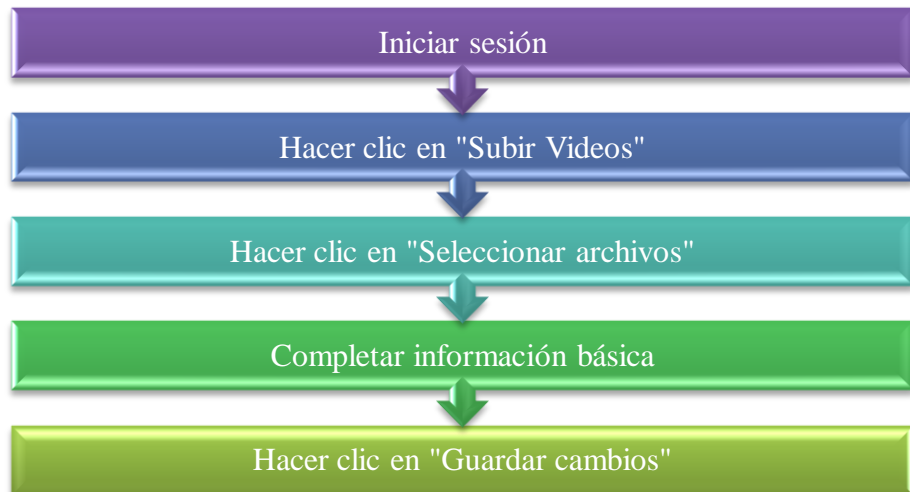 Iniciar sesión
Hacer clic en "Subir Videos"
Hacer clic en "Seleccionar archivos"
Completar información básica
Hacer clic en "Guardar cambios"